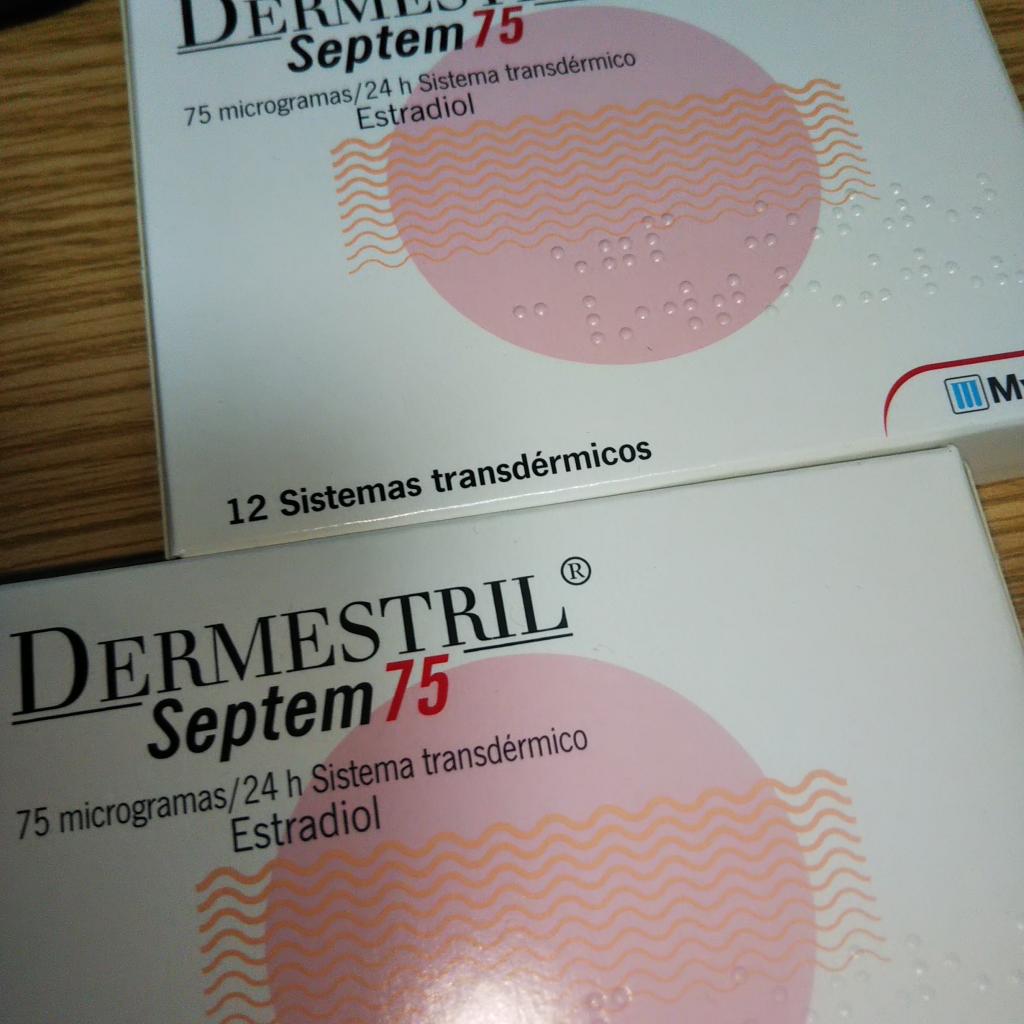 DERMESTRIL
Septem 75
75 microgramas/24 h Sistema transdérmico
Estradiol
12 Sistemas transdérmicos
DERMESTRIL®
Septem 75
75 microgramas/24 h Sistema transdérmico
Estradiol